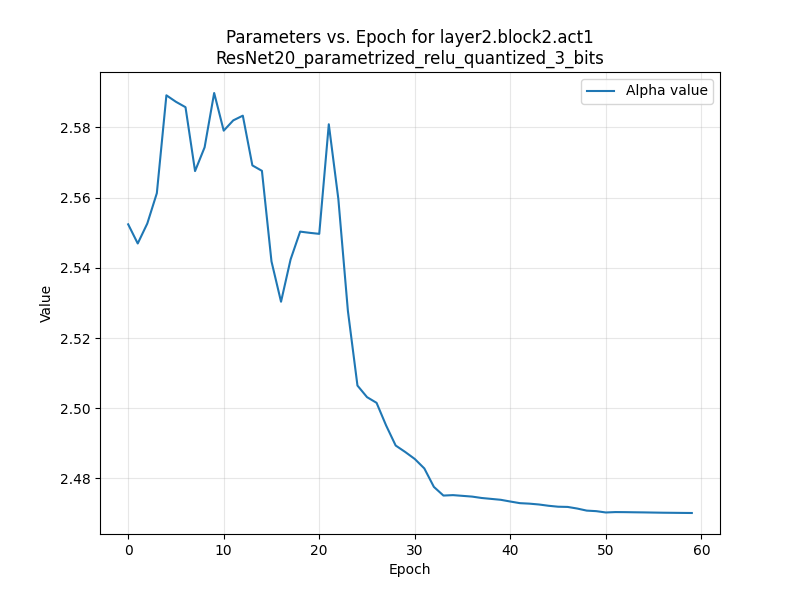 Parameters vs. Epoch for layer2.block2.act1
ResNet20_parametrized_relu_quantized_3_bits
Alpha value
2.58
2.56
2.54
2.52
2.50
2.48
Value
0 10 20 30 40 50 60
Epoch